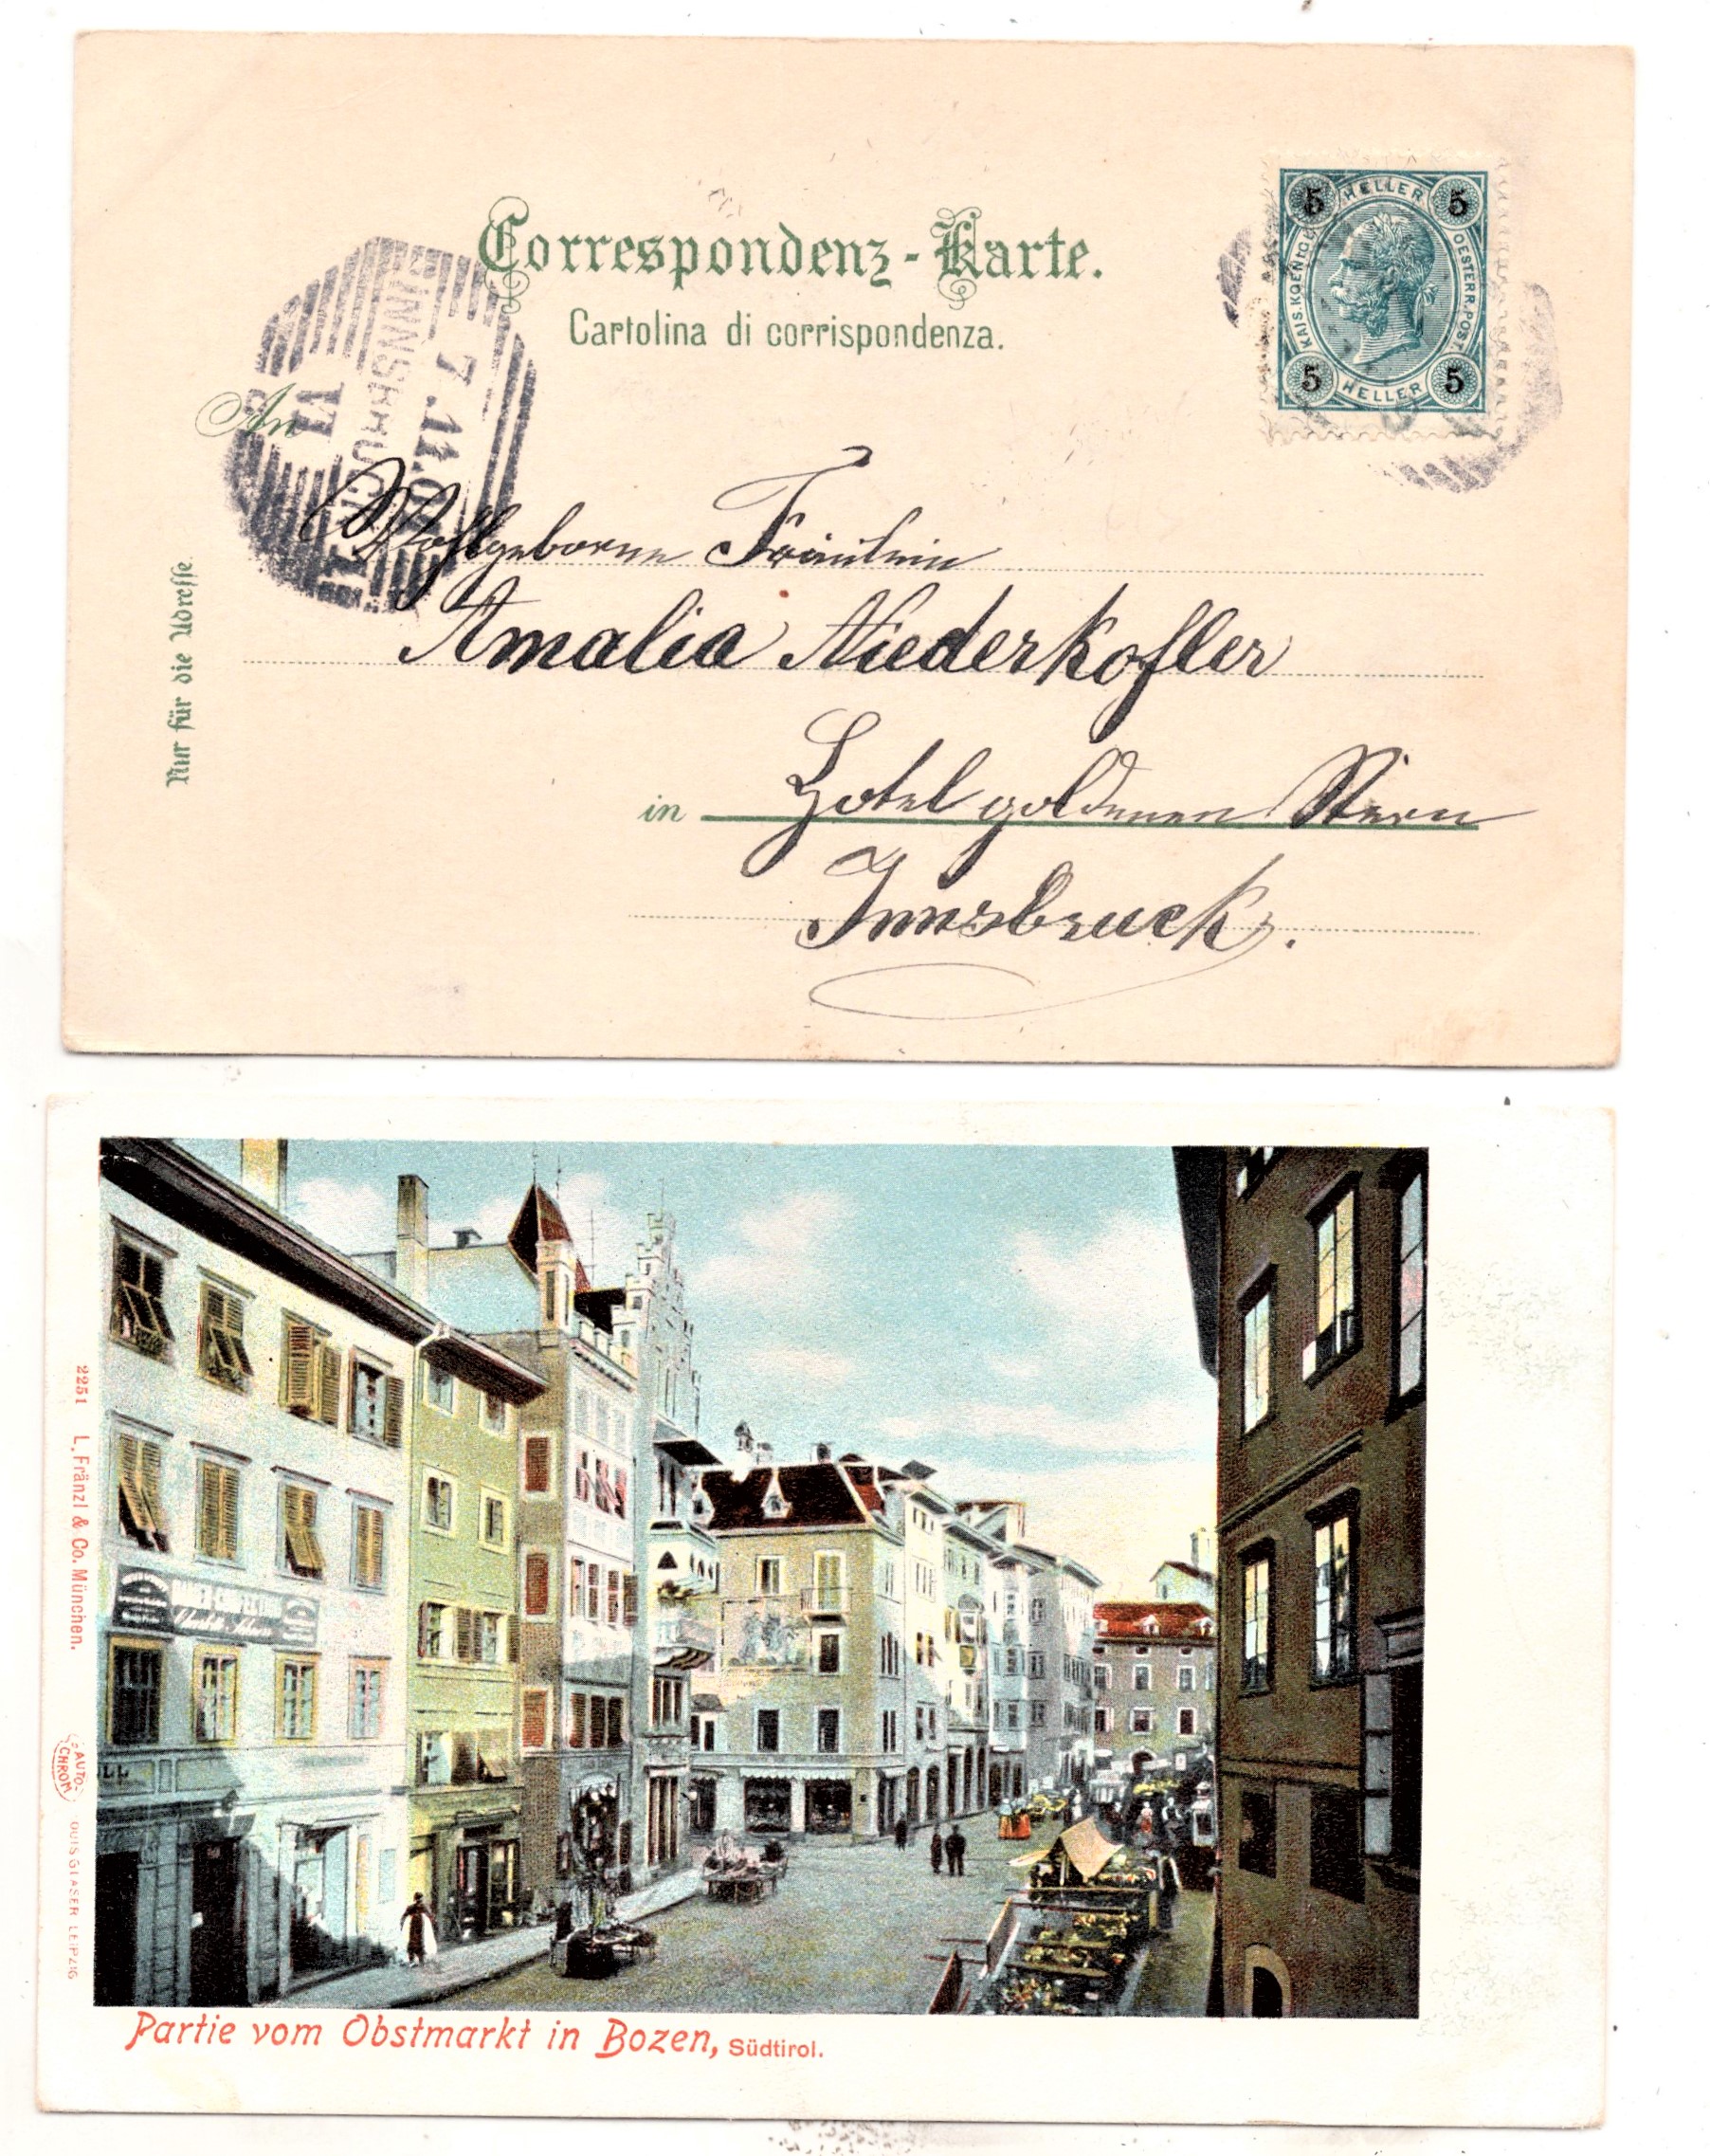 Correspondenz-Karte.
Cartolina di corrispondenza.
5 HELLER 5
KAIS. KOENIGL.
OESTERR. POST.
5 HELLER 5
INNSBRUCK
7.11.0
VI
An
Nur für die Adresse
Wohlgeborne Fräulein
Amalia Niederkofler
in Hotel goldenen Stern
Innsbruck.
2251 L. Fränzl & Co. München.
AUTO-
CHROM
LOUIS GLASER LEIPZIG
Partie vom Obstmarkt in Bozen, Südtirol.